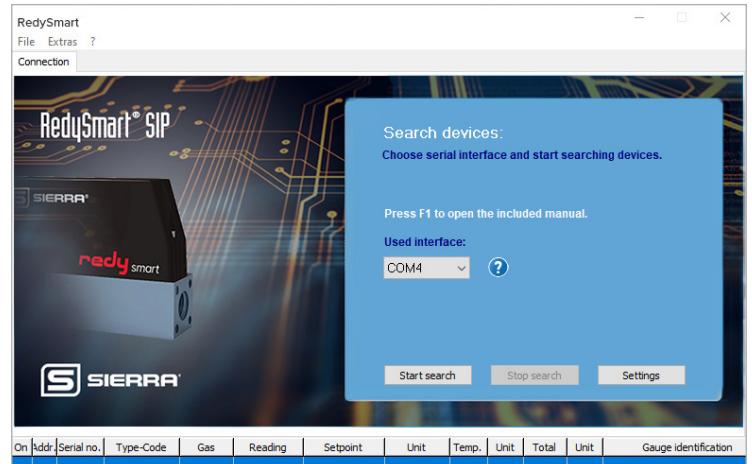 RedySmart
File Extras ?
Connection
RedySmart® SIP
Search devices:
Choose serial interface and start searching devices.
SIERRA®
Press F1 to open the included manual.
Used interface:
redy smart
COM4 ?
SIERRA®
Start search Stop search Settings
On Addr. Serial no. Type-Code Gas Reading Setpoint Unit Temp. Unit Total Unit Gauge identification